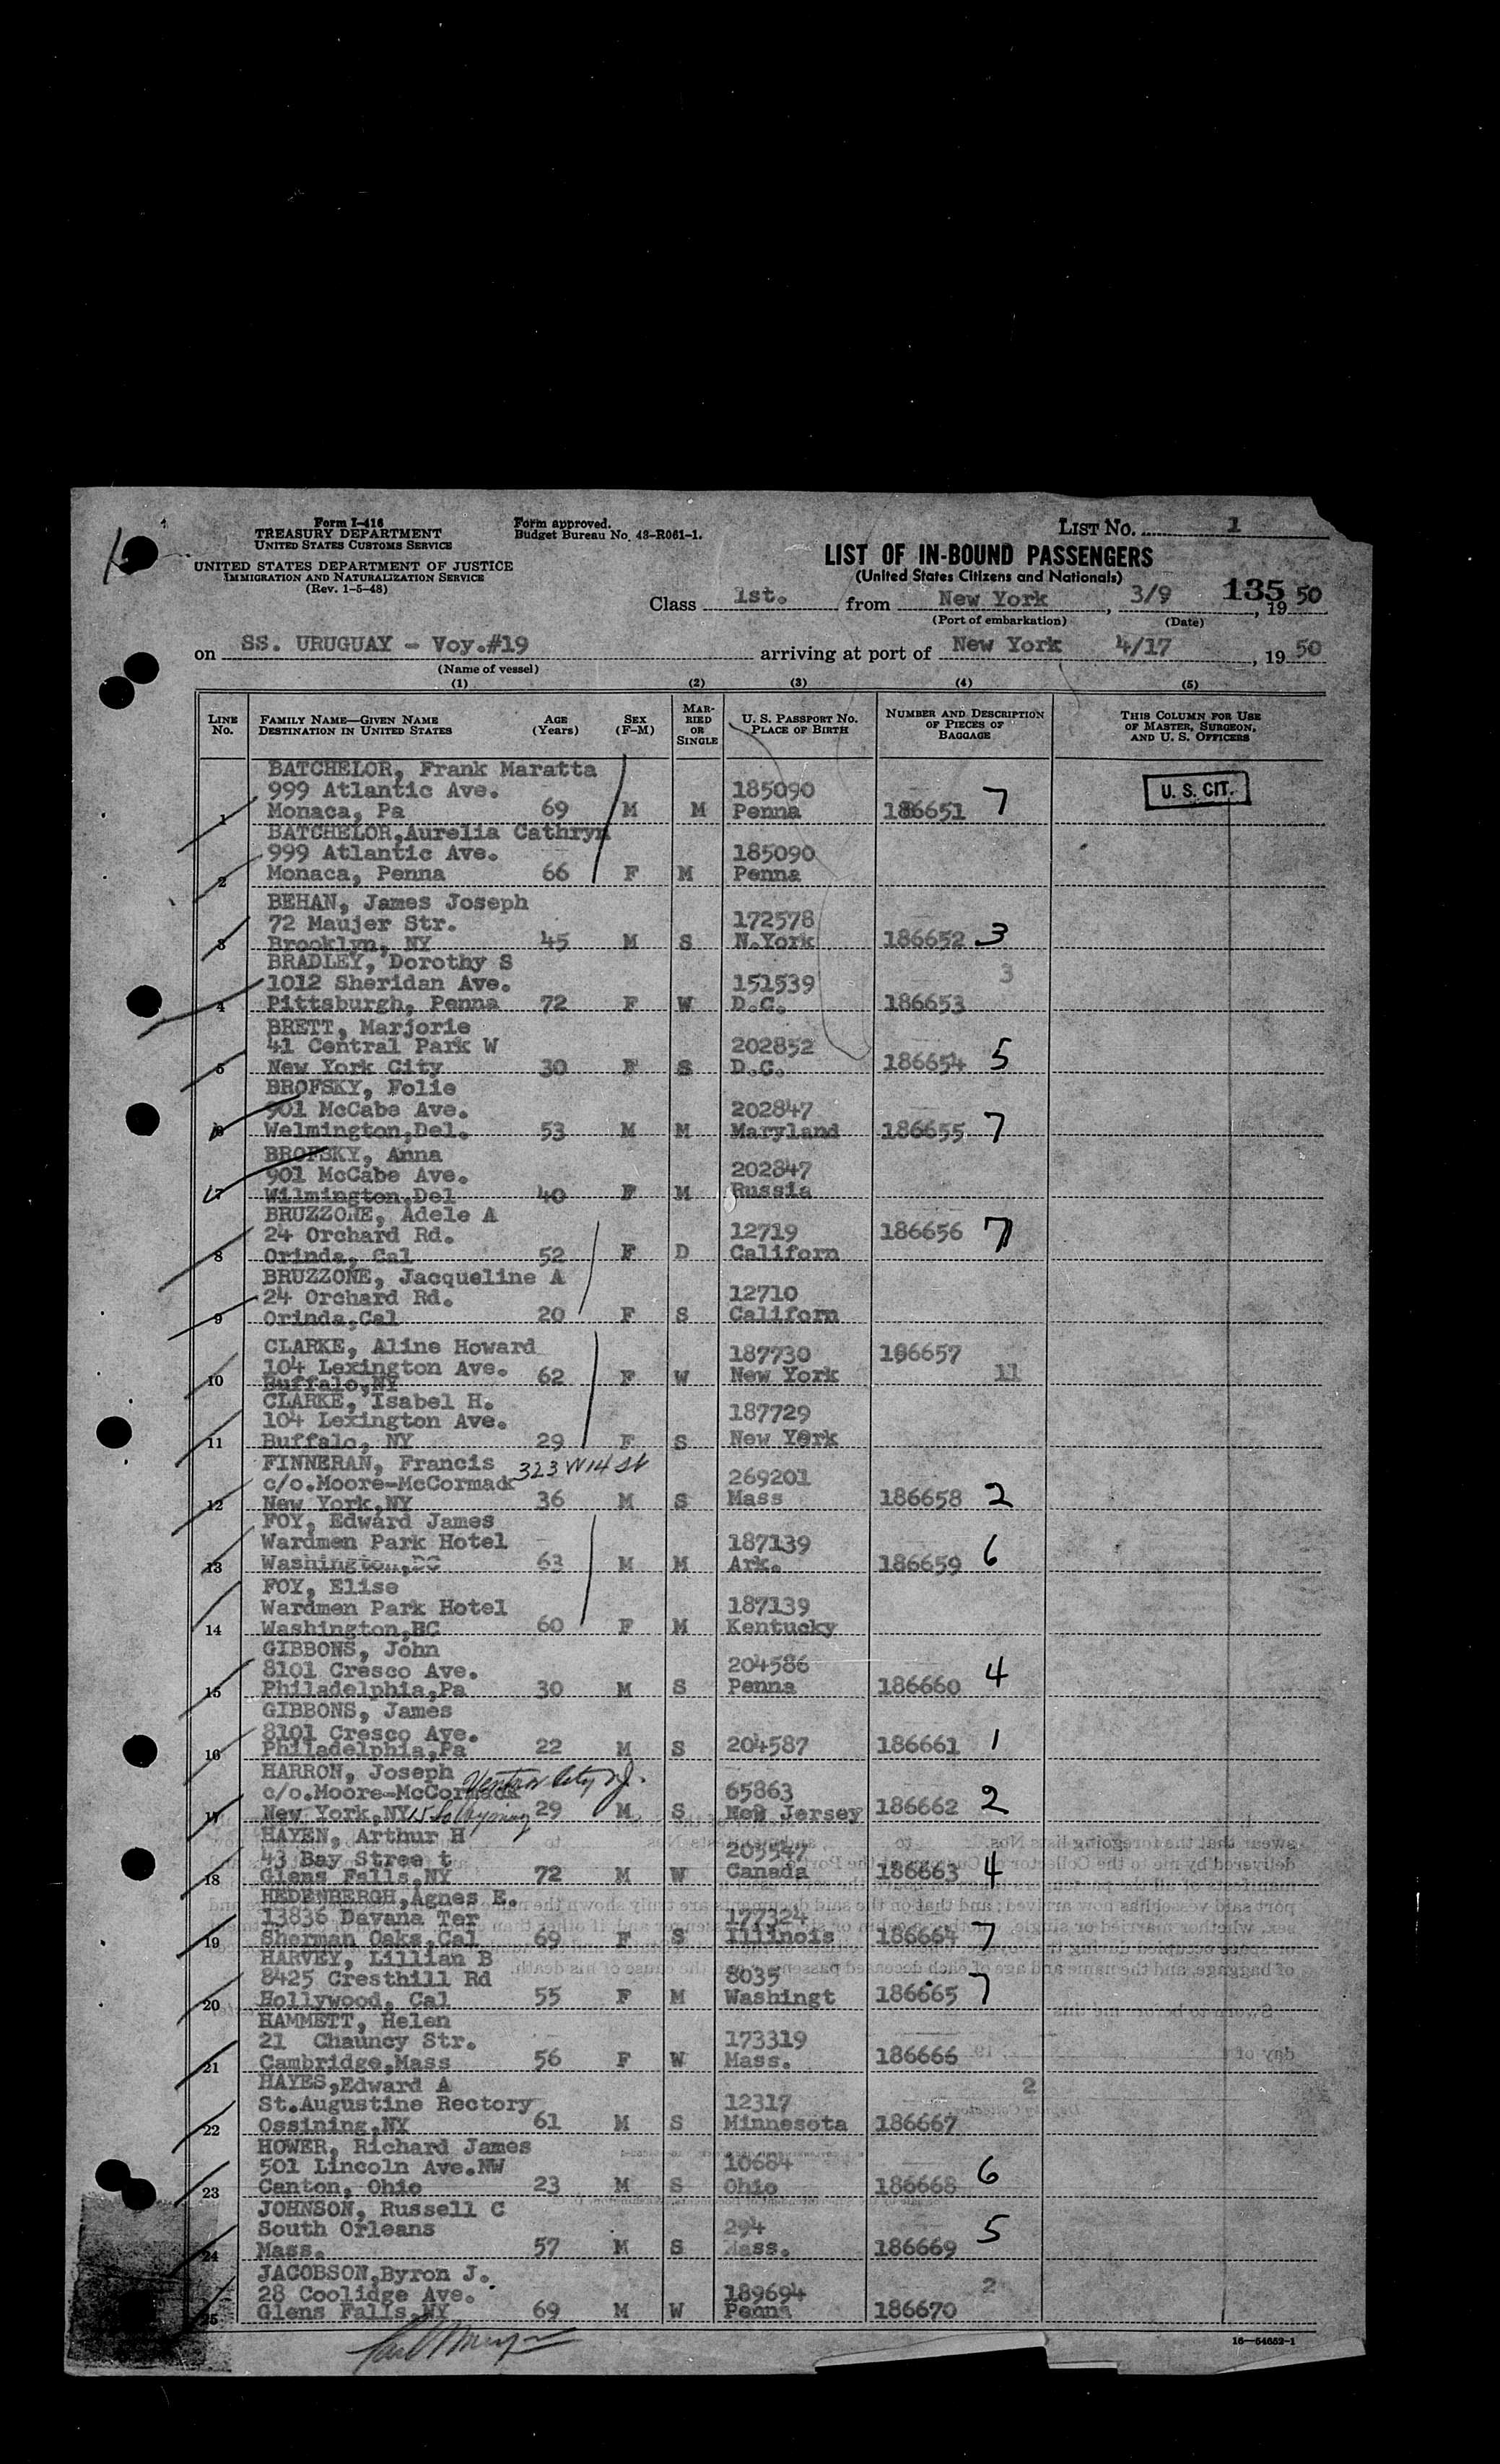 Form I-416
TREASURY DEPARTMENT
UNITED STATES CUSTOMS SERVICE
UNITED STATES DEPARTMENT OF JUSTICE
IMMIGRATION AND NATURALIZATION SERVICE
(Rev. 1-5-48)
Form approved.
Budget Bureau No. 43-R061-1.
LIST NO. 1
LIST OF IN-BOUND PASSENGERS
(United States Citizens and Nationals)
135
Class 1st. from New York, 3/9, 19 50
(Port of embarkation) (Date)
on SS. URUGUAY - Voy.#19 arriving at port of New York 4/17, 19 50
(Name of vessel)
(1) (2) (3) (4) (5)
LINE No. FAMILY NAME—GIVEN NAME DESTINATION IN UNITED STATES AGE (Years) SEX (F-M) MARRIED OR SINGLE U. S. PASSPORT NO. PLACE OF BIRTH NUMBER AND DESCRIPTION OF PIECES OF BAGGAGE THIS COLUMN FOR USE OF MASTER, SURGEON, AND U. S. OFFICERS
BATCHELOR, Frank Maratta
999 Atlantic Ave. 185090 U. S. CIT.
1 Monaca, Pa 69 M M Penna 186651 7
BATCHELOR,Aurelia Cathryn
999 Atlantic Ave. 185090
2 Monaca, Penna 66 F M Penna
BEHAN, James Joseph
72 Maujer Str. 172578
3 Brooklyn, NY 45 M S N.York 186652 3
BRADLEY, Dorothy S 3
1012 Sheridan Ave. 151539
4 Pittsburgh, Penna 72 F W D.C. 186653
BRETT, Marjorie
41 Central Park W 202852
5 New York City 30 F S D.C. 186654 5
BROFSKY, Folie
901 McCabe Ave. 202847
6 Welmington,Del. 53 M M Maryland 186655 7
BROFSKY, Anna
901 McCabe Ave. 202847
7 Wilmington,Del 40 F M Russia
BRUZZONE, Adele A
24 Orchard Rd. 12719 186656 7
8 Orinda, Cal 52 F D Californ
BRUZZONE, Jacqueline A
24 Orchard Rd. 12710
9 Orinda,Cal 20 F S Californ
CLARKE, Aline Howard 187730 186657
104 Lexington Ave. 62 F W New York 11
10 Buffalo,NY
CLARKE, Isabel H.
104 Lexington Ave. 187729
11 Buffalo, NY 29 F S New York
FINNERAN, Francis 323 W 14 St
c/o.Moore-McCormack 269201
12 New York,NY 36 M S Mass 186658 2
FOY, Edward James
Wardmen Park Hotel 187139
13 Washington,DC 63 M M Ark. 186659 6
FOY, Elise
Wardmen Park Hotel 187139
14 Washington,DC 60 F M Kentucky
GIBBONS, John
8101 Cresco Ave. 204586
15 Philadelphia,Pa 30 M S Penna 186660 4
GIBBONS, James
8101 Cresco Ave.
16 Philadelphia,Pa 22 M S 204587 186661 1
HARRON, Joseph Ventnor City NJ.
c/o.Moore-McCormack 65863
17 New York,NY 15 So Wyoming 29 M S New Jersey 186662 2
HAYEN, Arthur H
43 Bay Stree t 205547
18 Glens Falls,NY 72 M W Canada 186663 4
HEDENBERGH,Agnes E.
13836 Davana Ter 177324
19 Sherman Oaks,Cal 69 F S Illinois 186664 7
HARVEY, Lillian B
8425 Cresthill Rd 8035
20 Hollywood, Cal 55 F M Washingt 186665 7
HAMMETT, Helen
21 Chauncy Str. 173319
21 Cambridge,Mass 56 F W Mass. 186666
HAYES,Edward A 2
St.Augustine Rectory 12317
22 Ossining,NY 61 M S Minnesota 186667
HOWER, Richard James
501 Lincoln Ave.NW 10684
23 Canton, Ohio 23 M S Ohio 186668 6
JOHNSON, Russell C
South Orleans 294
24 Mass. 57 M S Mass. 186669 5
JACOBSON,Byron J.
28 Coolidge Ave. 189694 2
25 Glens Falls,NY 69 M W Penna 186670
16—54652-1